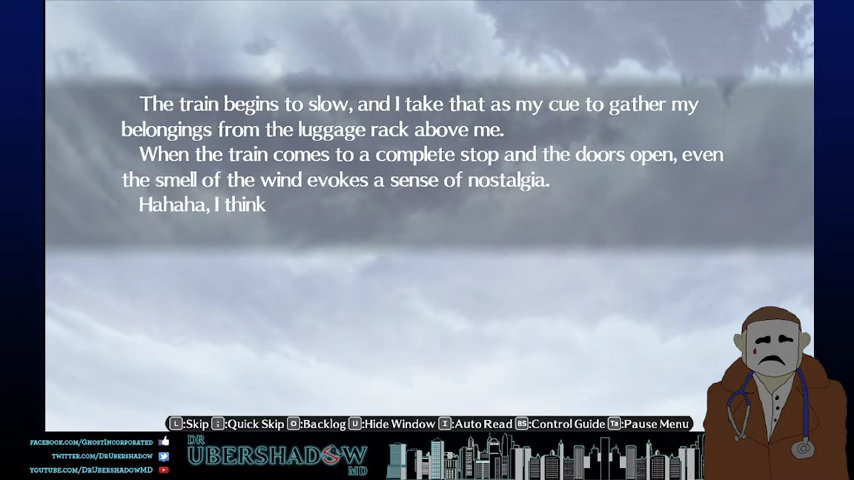 The train begins to slow, and I take that as my cue to gather my
belongings from the luggage rack above me.
When the train comes to a complete stop and the doors open, even
the smell of the wind evokes a sense of nostalgia.
Hahaha, I think
L:Skip ;:Quick Skip O:Backlog U:Hide Window I:Auto Read BS:Control Guide Ta:Pause Menu
facebook.com/GhostIncorporated
twitter.com/DrUbershadow
youtube.com/DrUbershadowMD
DR
UBERSHADOW
MD